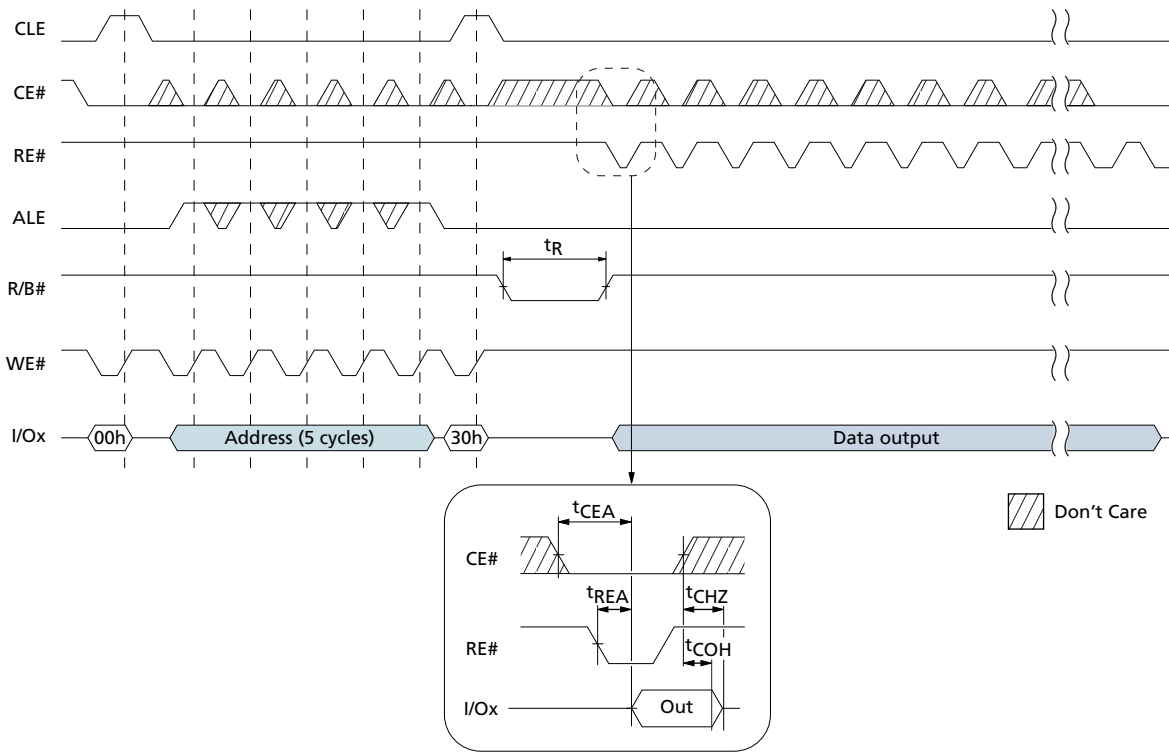 CLE
CE#
RE#
ALE
tR
R/B#
WE#
I/Ox
00h
Address (5 cycles)
30h
Data output
Don't Care
tCEA
CE#
tREA
tCHZ
RE#
tCOH
I/Ox
Out